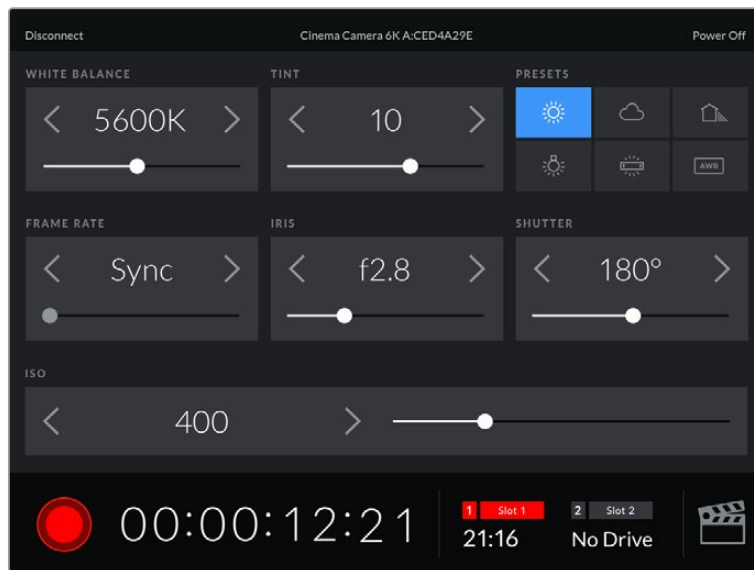 Disconnect Cinema Camera 6K A:CED4A29E Power Off
WHITE BALANCE TINT PRESETS
5600K 10
AWB
FRAME RATE IRIS SHUTTER
Sync f2.8 180°
ISO
400
00:00:12:21
1 Slot 1 2 Slot 2
21:16 No Drive